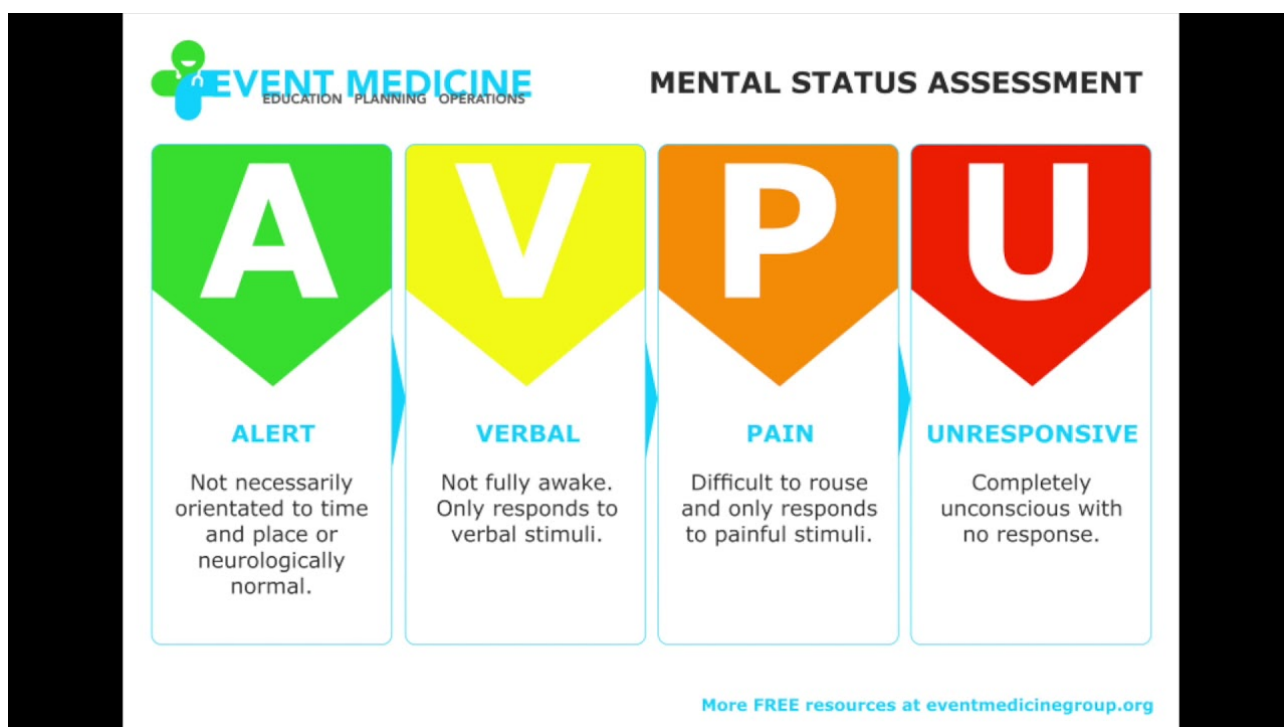 EVENT MEDICINE
EDUCATION PLANNING OPERATIONS
MENTAL STATUS ASSESSMENT
A
ALERT
Not necessarily
orientated to time
and place or
neurologically
normal.
V
VERBAL
Not fully awake.
Only responds to
verbal stimuli.
P
PAIN
Difficult to rouse
and only responds
to painful stimuli.
U
UNRESPONSIVE
Completely
unconscious with
no response.
More FREE resources at eventmedicinegroup.org